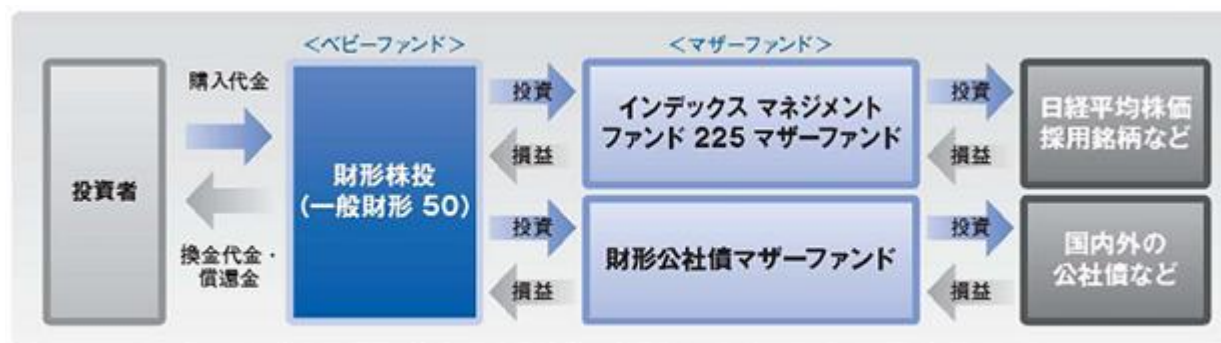 ＜ベビーファンド＞
＜マザーファンド＞
投資者
購入代金
換金代金・
償還金
財形株投
（一般財形 50）
投資
損益
インデックス マネジメント
ファンド 225 マザーファンド
投資
損益
日経平均株価
採用銘柄など
投資
損益
財形公社債マザーファンド
投資
損益
国内外の
公社債など